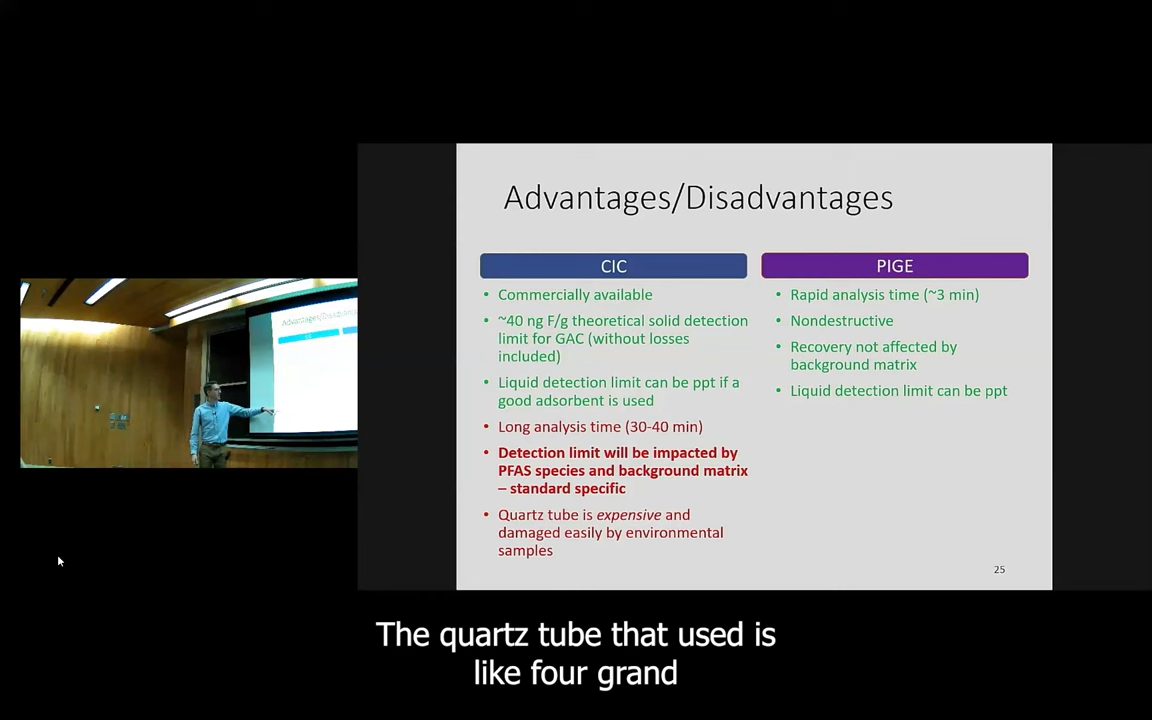 Advantages/Disadvantages
CIC
• Commercially available
• ~40 ng F/g theoretical solid detection
limit for GAC (without losses
included)
• Liquid detection limit can be ppt if a
good adsorbent is used
• Long analysis time (30-40 min)
• Detection limit will be impacted by
PFAS species and background matrix
– standard specific
• Quartz tube is expensive and
damaged easily by environmental
samples
PIGE
• Rapid analysis time (~3 min)
• Nondestructive
• Recovery not affected by
background matrix
• Liquid detection limit can be ppt
25
The quartz tube that used is
like four grand